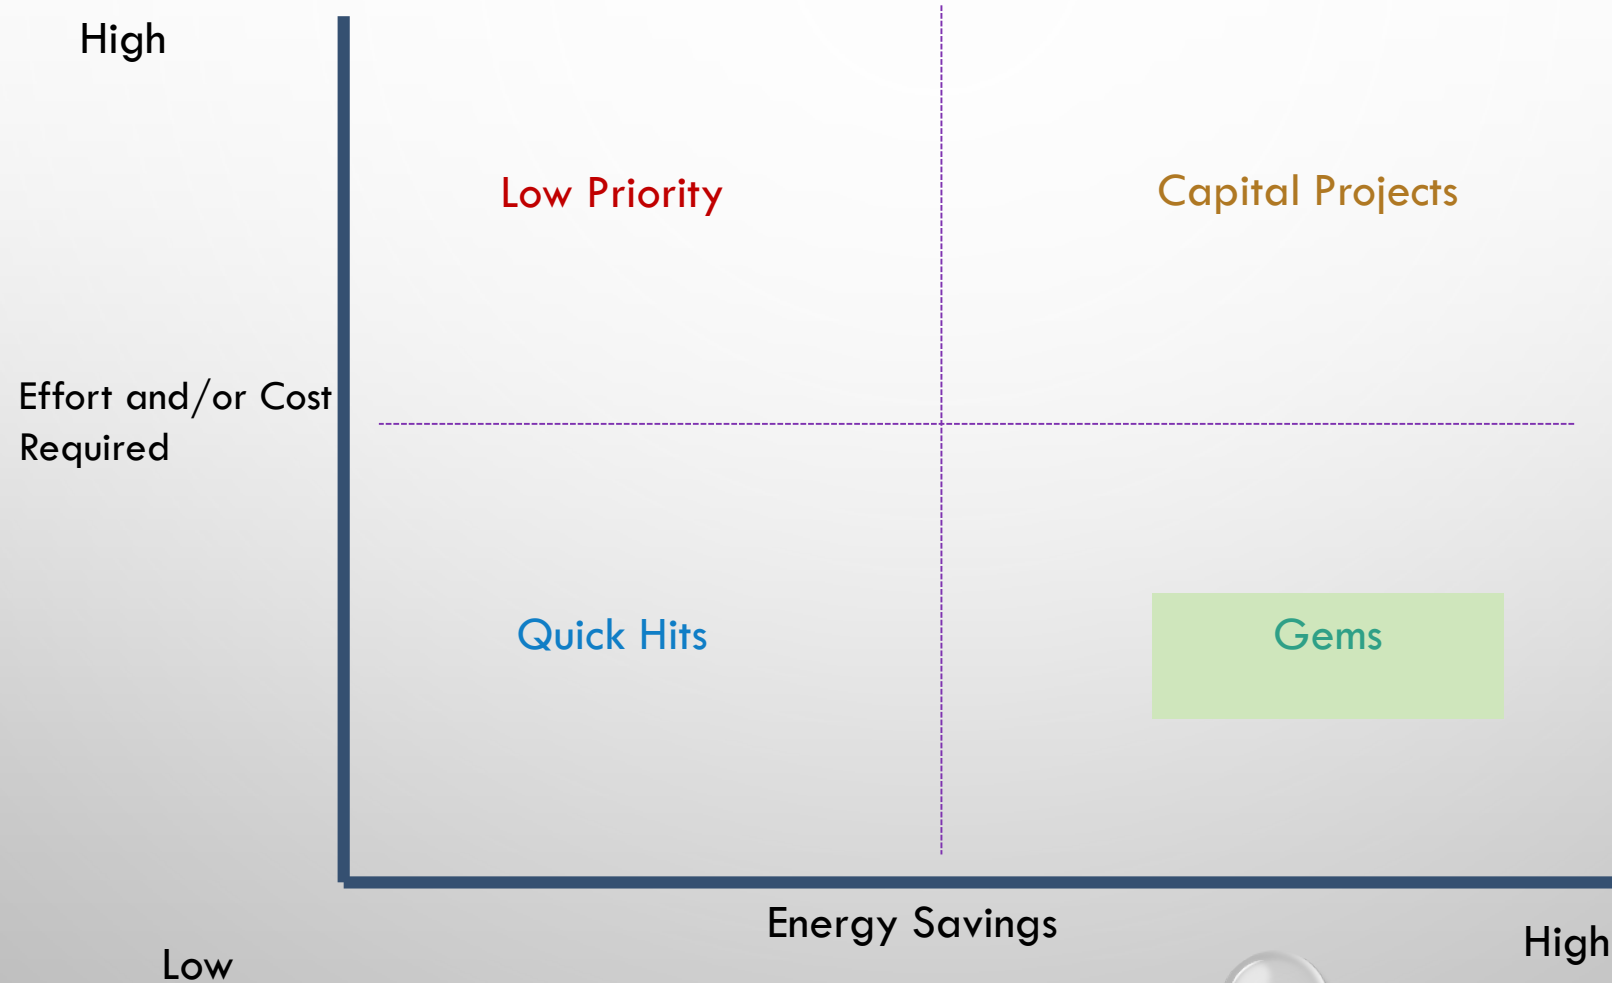 High
Low Priority
Capital Projects
Effort and/or Cost
Required
Quick Hits
Gems
Energy Savings
High
Low